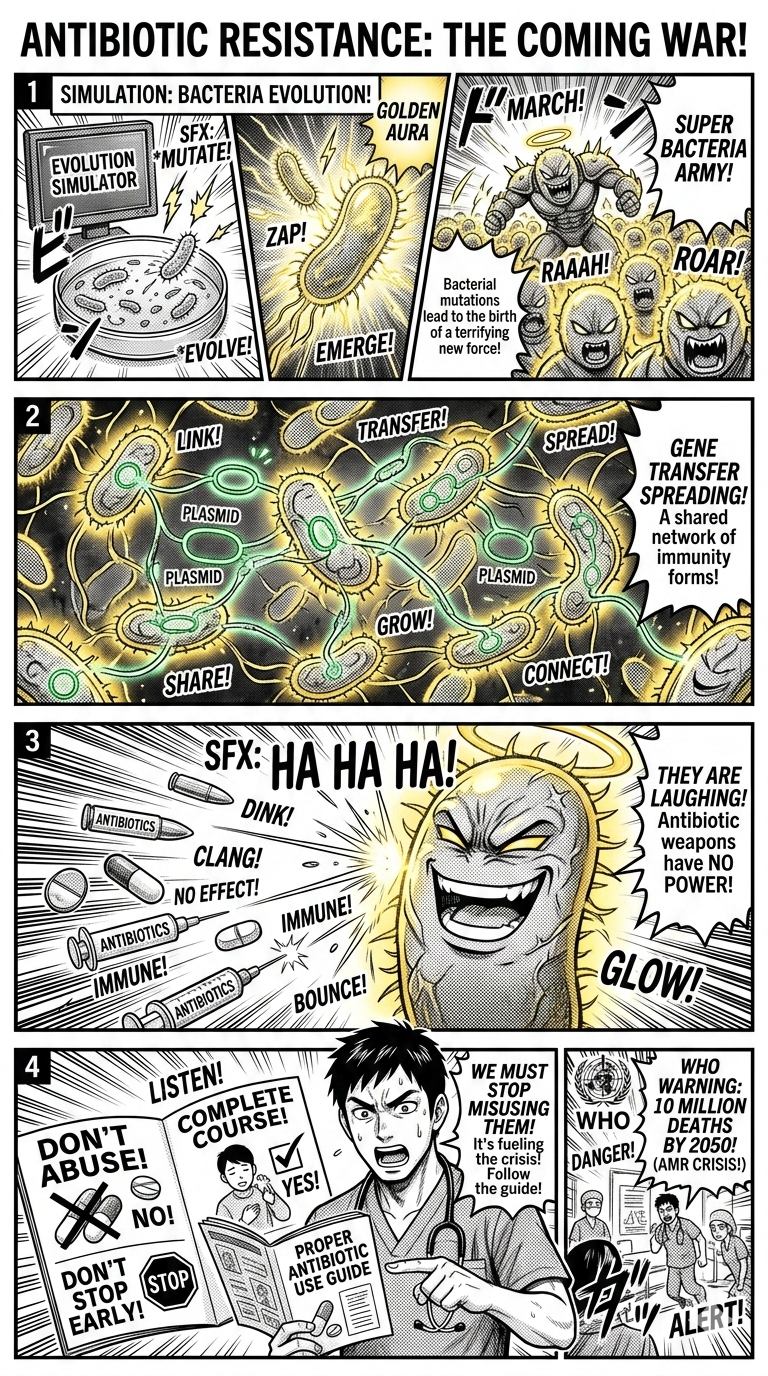 ANTIBIOTIC RESISTANCE: THE COMING WAR!
1
SIMULATION: BACTERIA EVOLUTION!
EVOLUTION
SIMULATOR
SFX:
*MUTATE!
ビ
*EVOLVE!
GOLDEN
AURA
ZAP!
EMERGE!
ド
MARCH!
SUPER
BACTERIA
ARMY!
RAAAH!
ROAR!
Bacterial
mutations
lead to the birth
of a terrifying
new force!
2
LINK!
TRANSFER!
SPREAD!
PLASMID
PLASMID
PLASMID
GROW!
SHARE!
CONNECT!
GENE
TRANSFER
SPREADING!
A shared
network of
immunity
forms!
3
SFX: HA HA HA!
DINK!
ANTIBIOTICS
CLANG!
NO EFFECT!
ANTIBIOTICS
IMMUNE!
IMMUNE!
ANTIBIOTICS
BOUNCE!
GLOW!
THEY ARE
LAUGHING!
Antibiotic
weapons
have NO
POWER!
4
LISTEN!
DON'T
ABUSE!
NO!
DON'T
STOP
EARLY!
STOP
COMPLETE
COURSE!
YES!
PROPER
ANTIBIOTIC
USE GUIDE
WE MUST
STOP
MISUSING
THEM!
It's fueling
the crisis!
Follow
the guide!
WHO
DANGER!
WHO
WARNING:
10 MILLION
DEATHS
BY 2050!
(AMR CRISIS!)
ガッ
ALERT!